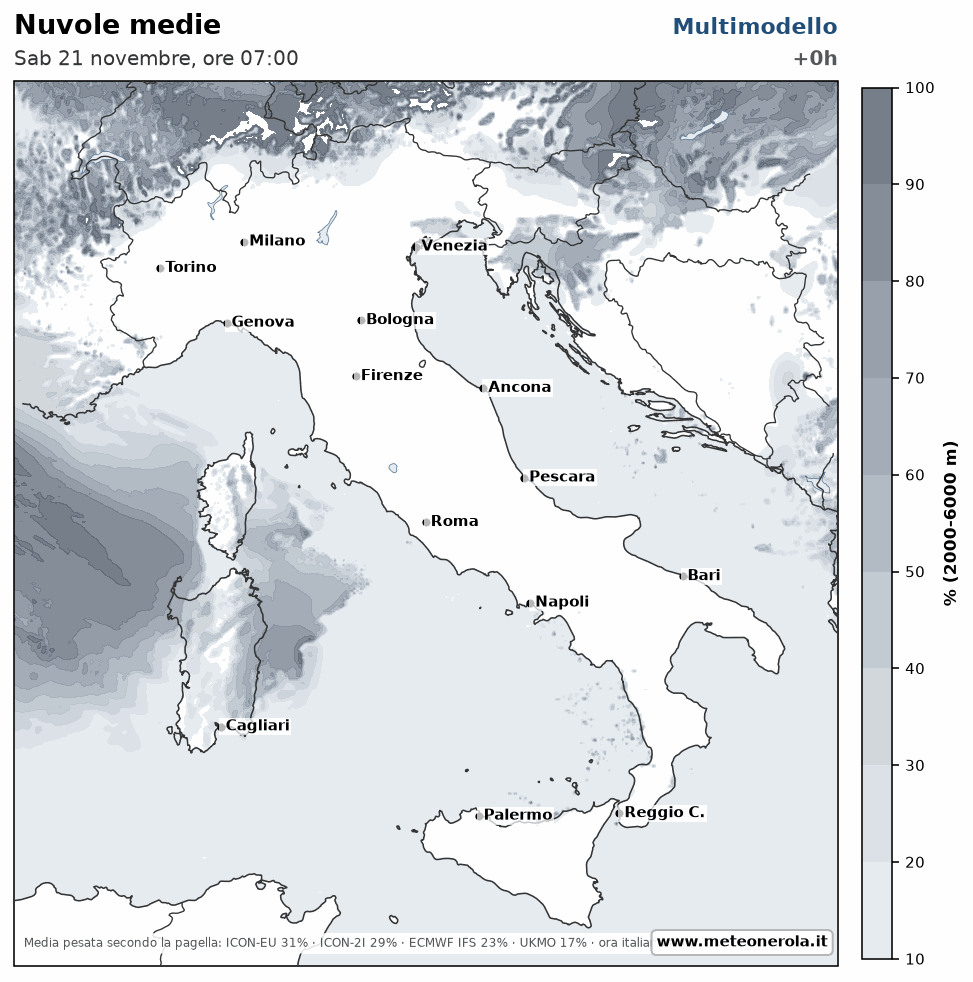 Nuvole medie
Multimodello
Sab 21 novembre, ore 07:00
+0h
100
90
80
70
60
50
40
30
20
10
% (2000-6000 m)
Milano
Venezia
Torino
Genova
Bologna
Firenze
Ancona
Pescara
Roma
Bari
Napoli
Cagliari
Palermo
Reggio C.
Media pesata secondo la pagella: ICON-EU 31% · ICON-2I 29% · ECMWF IFS 23% · UKMO 17% · ora italia
www.meteonerola.it